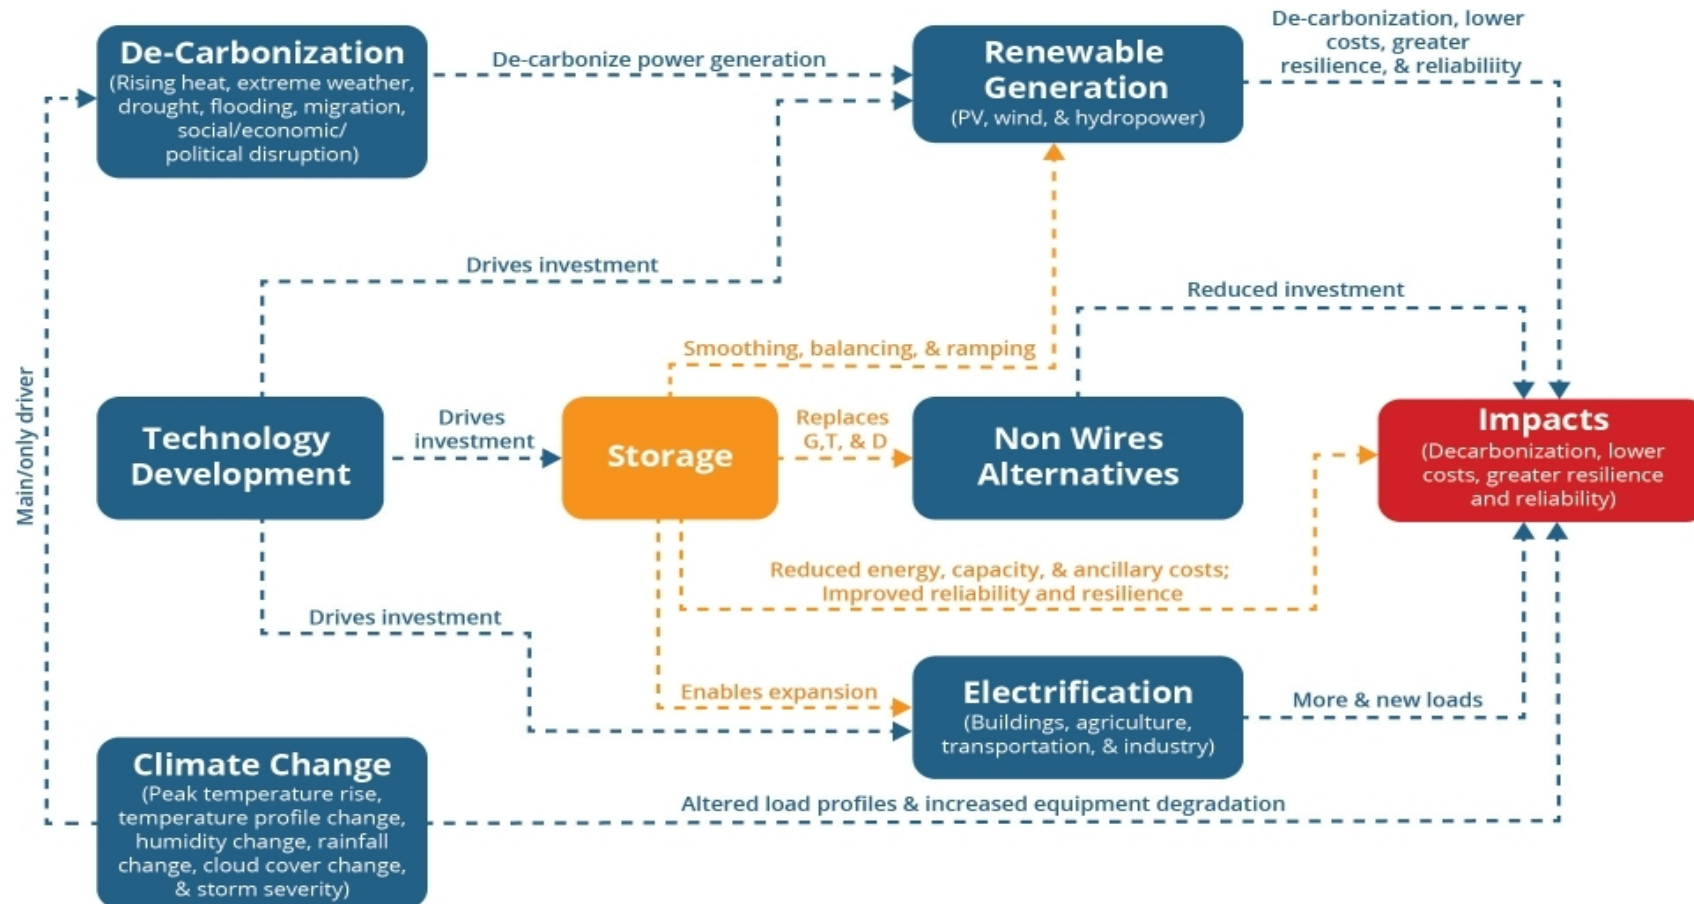 De-Carbonization
(Rising heat, extreme weather,
drought, flooding, migration,
social/economic/
political disruption)
De-carbonize power generation
Renewable
Generation
(PV, wind, & hydropower)
De-carbonization, lower
costs, greater
resilience, & reliabiliity
Drives investment
Reduced investment
Smoothing, balancing, & ramping
Main/only driver
Technology
Development
Drives
investment
Storage
Replaces
G,T, & D
Non Wires
Alternatives
Impacts
(Decarbonization, lower
costs, greater resilience
and reliability)
Reduced energy, capacity, & ancillary costs;
Improved reliability and resilience
Drives investment
Enables expansion
Electrification
(Buildings, agriculture,
transportation, & industry)
More & new loads
Climate Change
(Peak temperature rise,
temperature profile change,
humidity change, rainfall
change, cloud cover change,
& storm severity)
Altered load profiles & increased equipment degradation